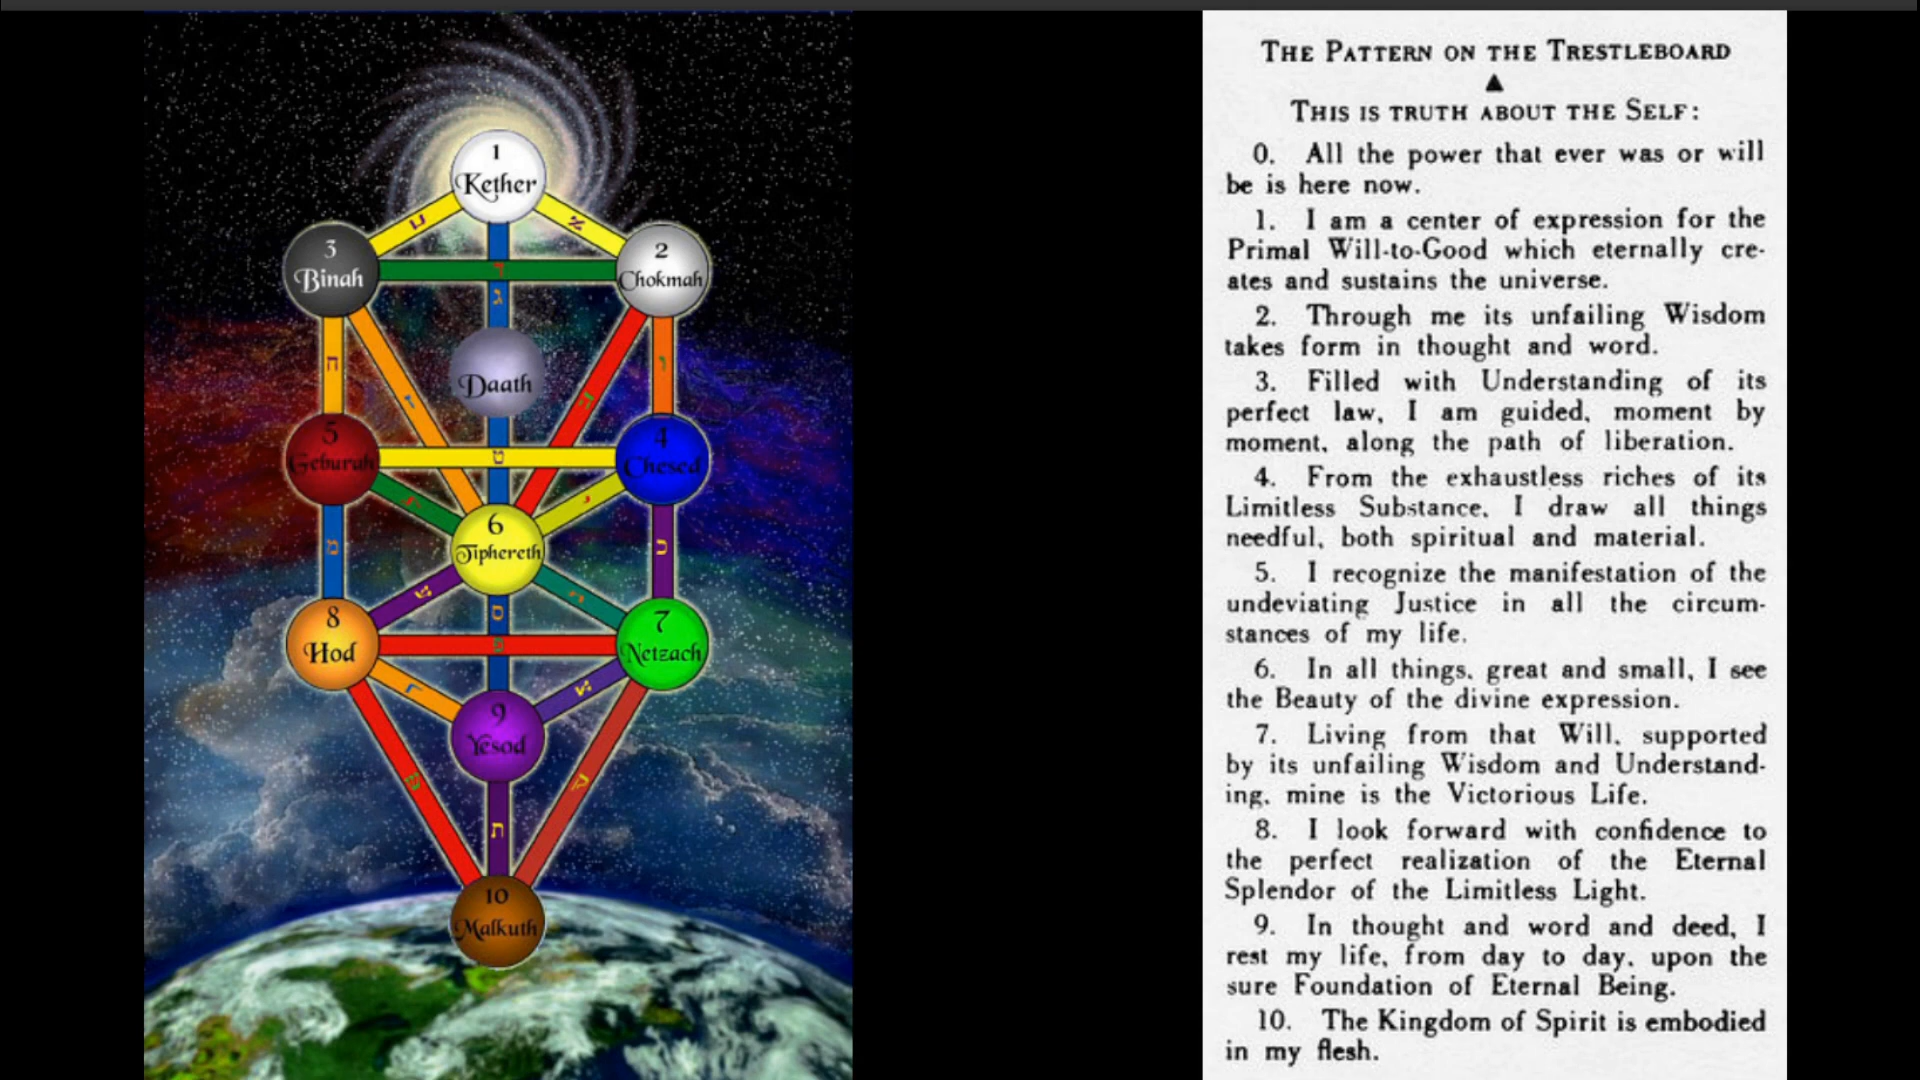 1
Kether
3
Binah
2
Chokmah
Daath
5
Geburah
4
Chesed
6
Tiphereth
8
Hod
7
Netzach
9
Yesod
10
Malkuth
ב
א
ד
ג
ח
ז
ה
ו
ט
ל
י
מ
כ
ס
פ
ר
צ
ש
ק
ת
THE PATTERN ON THE TRESTLEBOARD
THIS IS TRUTH ABOUT THE SELF:
0. All the power that ever was or will
be is here now.
1. I am a center of expression for the
Primal Will-to-Good which eternally cre-
ates and sustains the universe.
2. Through me its unfailing Wisdom
takes form in thought and word.
3. Filled with Understanding of its
perfect law, I am guided, moment by
moment, along the path of liberation.
4. From the exhaustless riches of its
Limitless Substance, I draw all things
needful, both spiritual and material.
5. I recognize the manifestation of the
undeviating Justice in all the circum-
stances of my life.
6. In all things, great and small, I see
the Beauty of the divine expression.
7. Living from that Will, supported
by its unfailing Wisdom and Understand-
ing, mine is the Victorious Life.
8. I look forward with confidence to
the perfect realization of the Eternal
Splendor of the Limitless Light.
9. In thought and word and deed, I
rest my life, from day to day, upon the
sure Foundation of Eternal Being.
10. The Kingdom of Spirit is embodied
in my flesh.